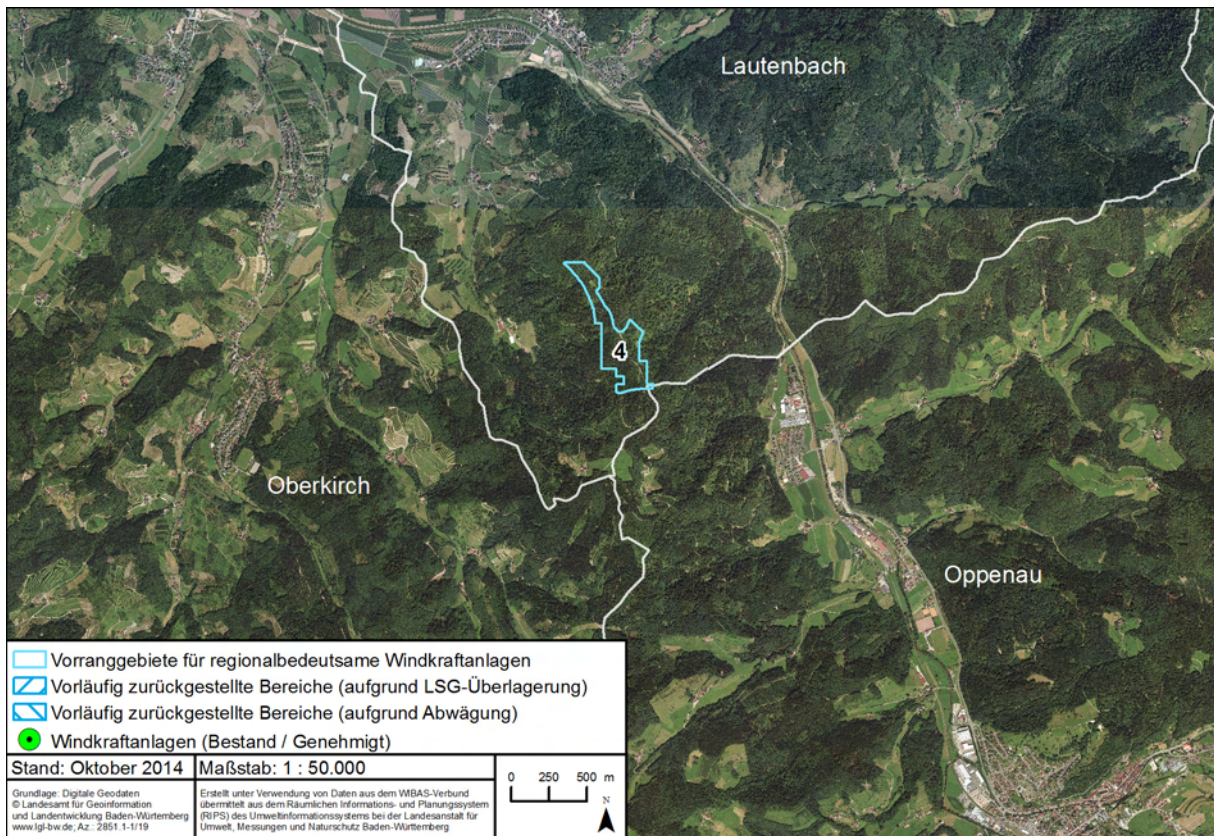 Lautenbach
4
Oberkirch
Oppenau
Vorranggebiete für regionalbedeutsame Windkraftanlagen
Vorläufig zurückgestellte Bereiche (aufgrund LSG-Überlagerung)
Vorläufig zurückgestellte Bereiche (aufgrund Abwägung)
Windkraftanlagen (Bestand / Genehmigt)
Stand: Oktober 2014
Maßstab: 1 : 50.000
Grundlage: Digitale Geodaten
© Landesamt für Geoinformation
und Landentwicklung Baden-Würtemberg
www.lgl-bw.de; Az.: 2851.1-1/19
Erstellt unter Verwendung von Daten aus dem WIBAS-Verbund
übermittelt aus dem Räumlichen Informations- und Planungssystem
(RIPS) des Umweltinformationssystems bei der Landesanstalt für
Umwelt, Messungen und Naturschutz Baden-Württemberg
0 250 500 m
N